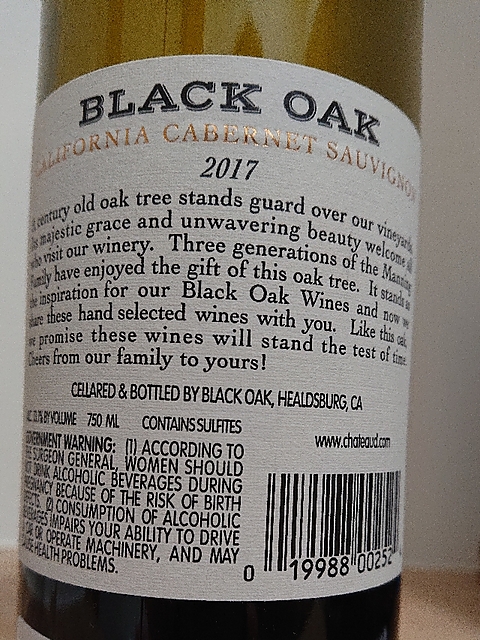 BLACK OAK
CALIFORNIA CABERNET SAUVIGNON
2017
A century old oak tree stands guard over our vineyards
Its majestic grace and unwavering beauty welcome all
who visit our winery. Three generations of the
Family have enjoyed the gift of this oak tree. It stands as
the inspiration for our Black Oak Wines and now we
share these hand selected wines with you. Like this oak
we promise these wines will stand the test of time
Cheers from our family to yours!
CELLARED & BOTTLED BY BLACK OAK, HEALDSBURG, CA
BY VOLUME 750 ML CONTAINS SULFITES
www.chateaud.com
GOVERNMENT WARNING: (1) ACCORDING TO
THE SURGEON GENERAL, WOMEN SHOULD
NOT DRINK ALCOHOLIC BEVERAGES DURING
PREGNANCY BECAUSE OF THE RISK OF BIRTH
DEFECTS. (2) CONSUMPTION OF ALCOHOLIC
BEVERAGES IMPAIRS YOUR ABILITY TO DRIVE
CAR OR OPERATE MACHINERY, AND MAY
CAUSE HEALTH PROBLEMS.
0 19988 00252